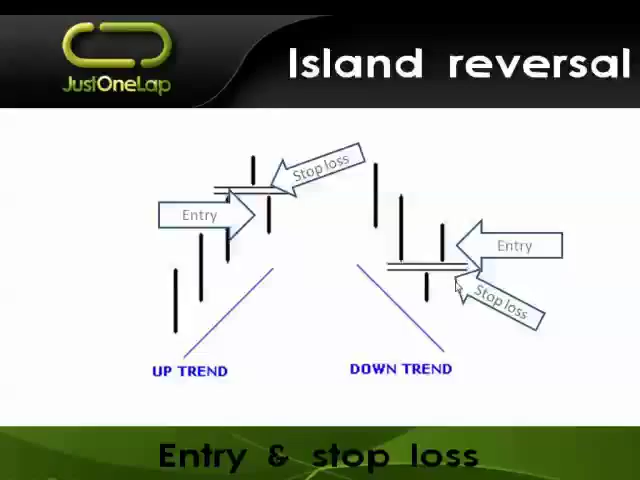 JustOneLap
Island reversal
Stop loss
Entry
Entry
Stop loss
UP TREND
DOWN TREND
Entry & stop loss